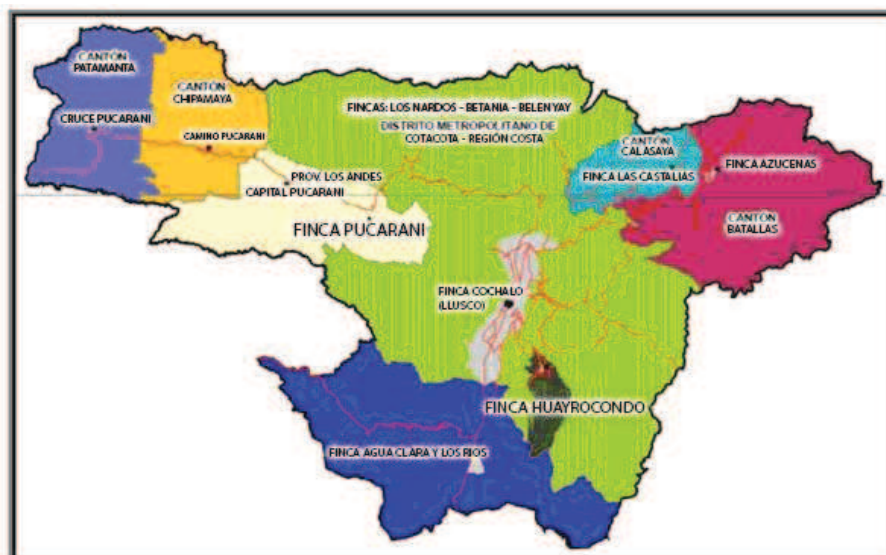 CANTÓN
PATAMANTA
CANTÓN
CHIPAMAYA
CRUCE PUCARANI
CAMINO PUCARANI
FINCAS: LOS NARDOS - BETANIA - BELENYAY
DISTRITO METROPOLITANO DE
COTACOTA - REGIÓN COSTA
CANTÓN
CALASAYA
FINCA LAS CASTALIAS
FINCA AZUCENAS
PROV. LOS ANDES
CAPITAL PUCARANI
FINCA PUCARANI
CANTÓN
BATALLAS
FINCA COCHALO
(LLUSCO)
FINCA HUAYROCONDO
FINCA AGUA CLARA Y LOS RIOS